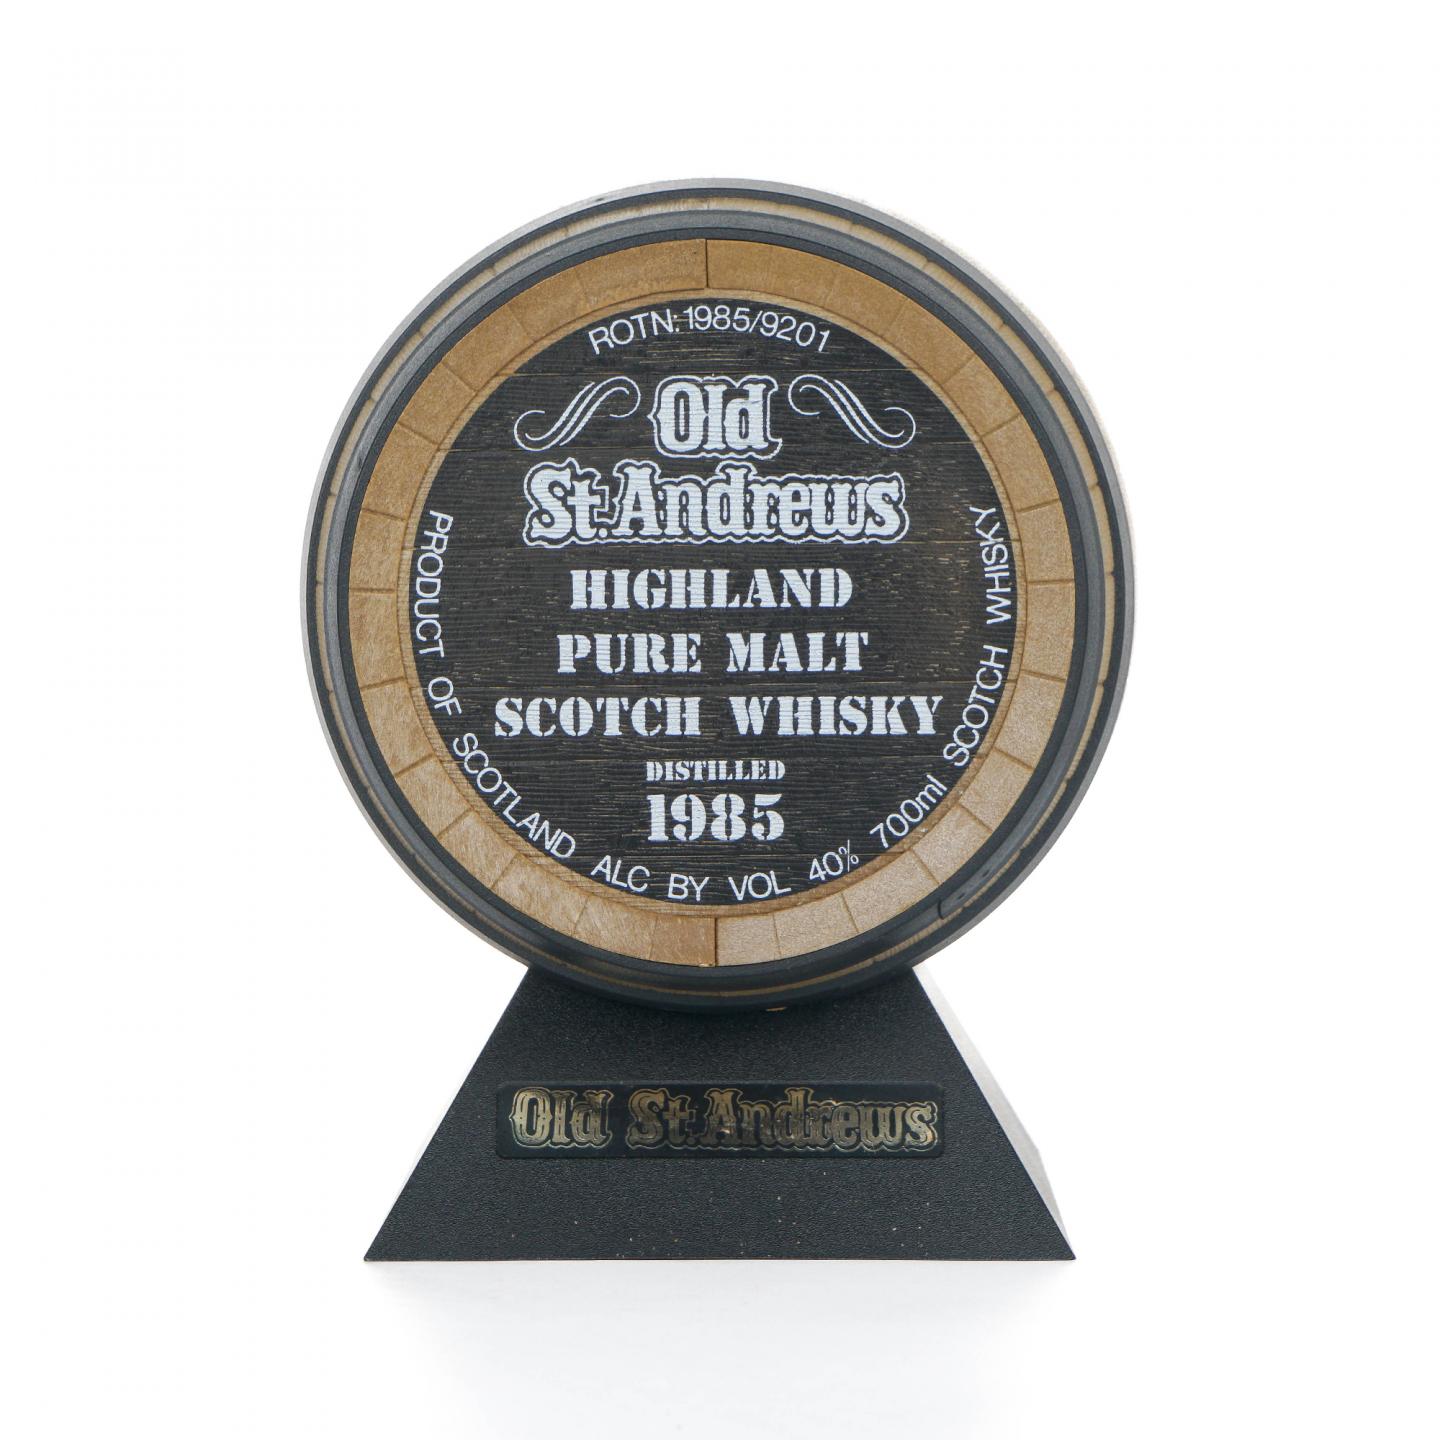 ROTN:1985/9201
Old
St.Andrews
HIGHLAND
PURE MALT
SCOTCH WHISKY
DISTILLED
1985
PRODUCT OF SCOTLAND ALC BY VOL 40% 700ml SCOTCH WHISKY
Old St.Andrews